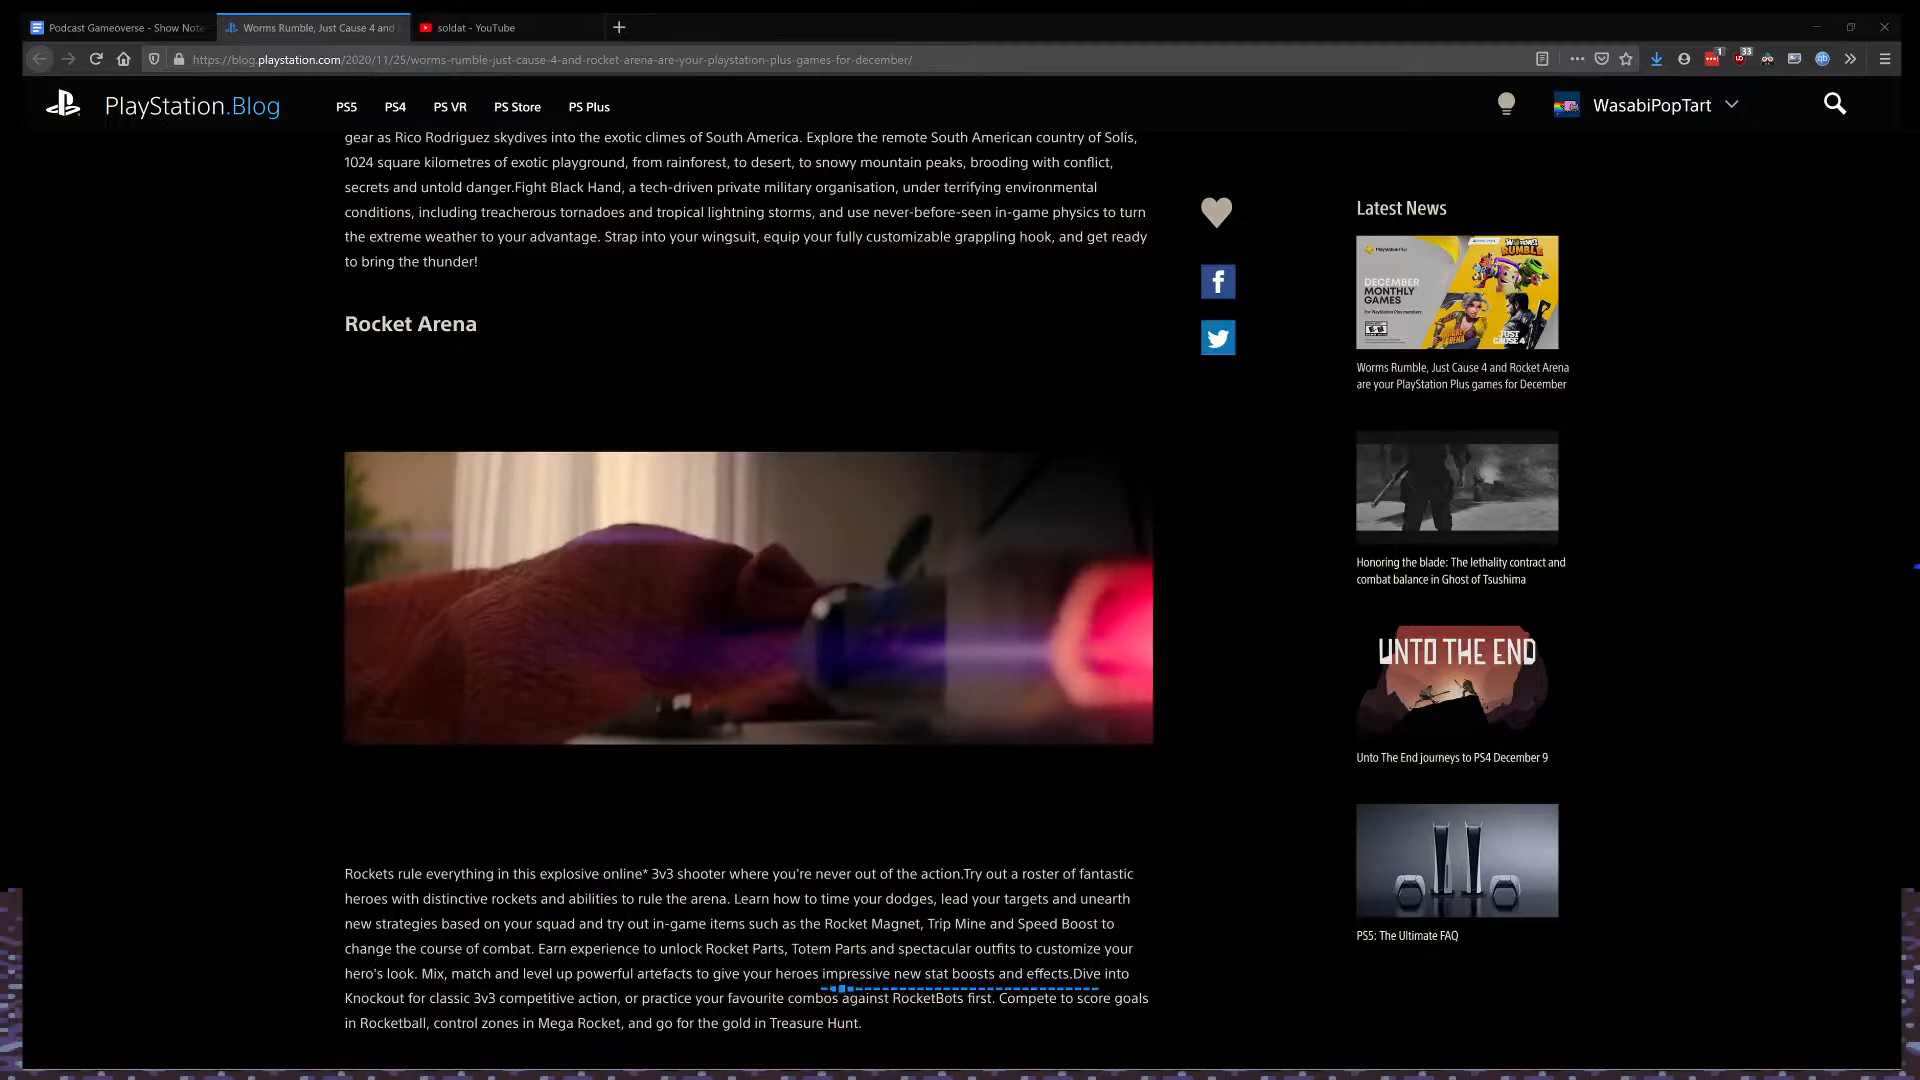 Podcast Gameoverse - Show Notes
Worms Rumble, Just Cause 4 and
soldat - YouTube
https://blog.playstation.com/2020/11/25/worms-rumble-just-cause-4-and-rocket-arena-are-your-playstation-plus-games-for-december/
1
33
PlayStation.Blog
PS5
PS4
PS VR
PS Store
PS Plus
WasabiPopTart
gear as Rico Rodriguez skydives into the exotic climes of South America. Explore the remote South American country of Solís,
1024 square kilometres of exotic playground, from rainforest, to desert, to snowy mountain peaks, brooding with conflict,
secrets and untold danger.Fight Black Hand, a tech-driven private military organisation, under terrifying environmental
conditions, including treacherous tornadoes and tropical lightning storms, and use never-before-seen in-game physics to turn
the extreme weather to your advantage. Strap into your wingsuit, equip your fully customizable grappling hook, and get ready
to bring the thunder!
Rocket Arena
Rockets rule everything in this explosive online* 3v3 shooter where you're never out of the action.Try out a roster of fantastic
heroes with distinctive rockets and abilities to rule the arena. Learn how to time your dodges, lead your targets and unearth
new strategies based on your squad and try out in-game items such as the Rocket Magnet, Trip Mine and Speed Boost to
change the course of combat. Earn experience to unlock Rocket Parts, Totem Parts and spectacular outfits to customize your
hero's look. Mix, match and level up powerful artefacts to give your heroes impressive new stat boosts and effects.Dive into
Knockout for classic 3v3 competitive action, or practice your favourite combos against RocketBots first. Compete to score goals
in Rocketball, control zones in Mega Rocket, and go for the gold in Treasure Hunt.
Latest News
PlayStation Plus
WORMS
RUMBLE
DECEMBER
MONTHLY
GAMES
For PlayStation Plus members
ROCKET
ARENA
JUST
CAUSE 4
Worms Rumble, Just Cause 4 and Rocket Arena
are your PlayStation Plus games for December
Honoring the blade: The lethality contract and
combat balance in Ghost of Tsushima
UNTO THE END
Unto The End journeys to PS4 December 9
PS5: The Ultimate FAQ